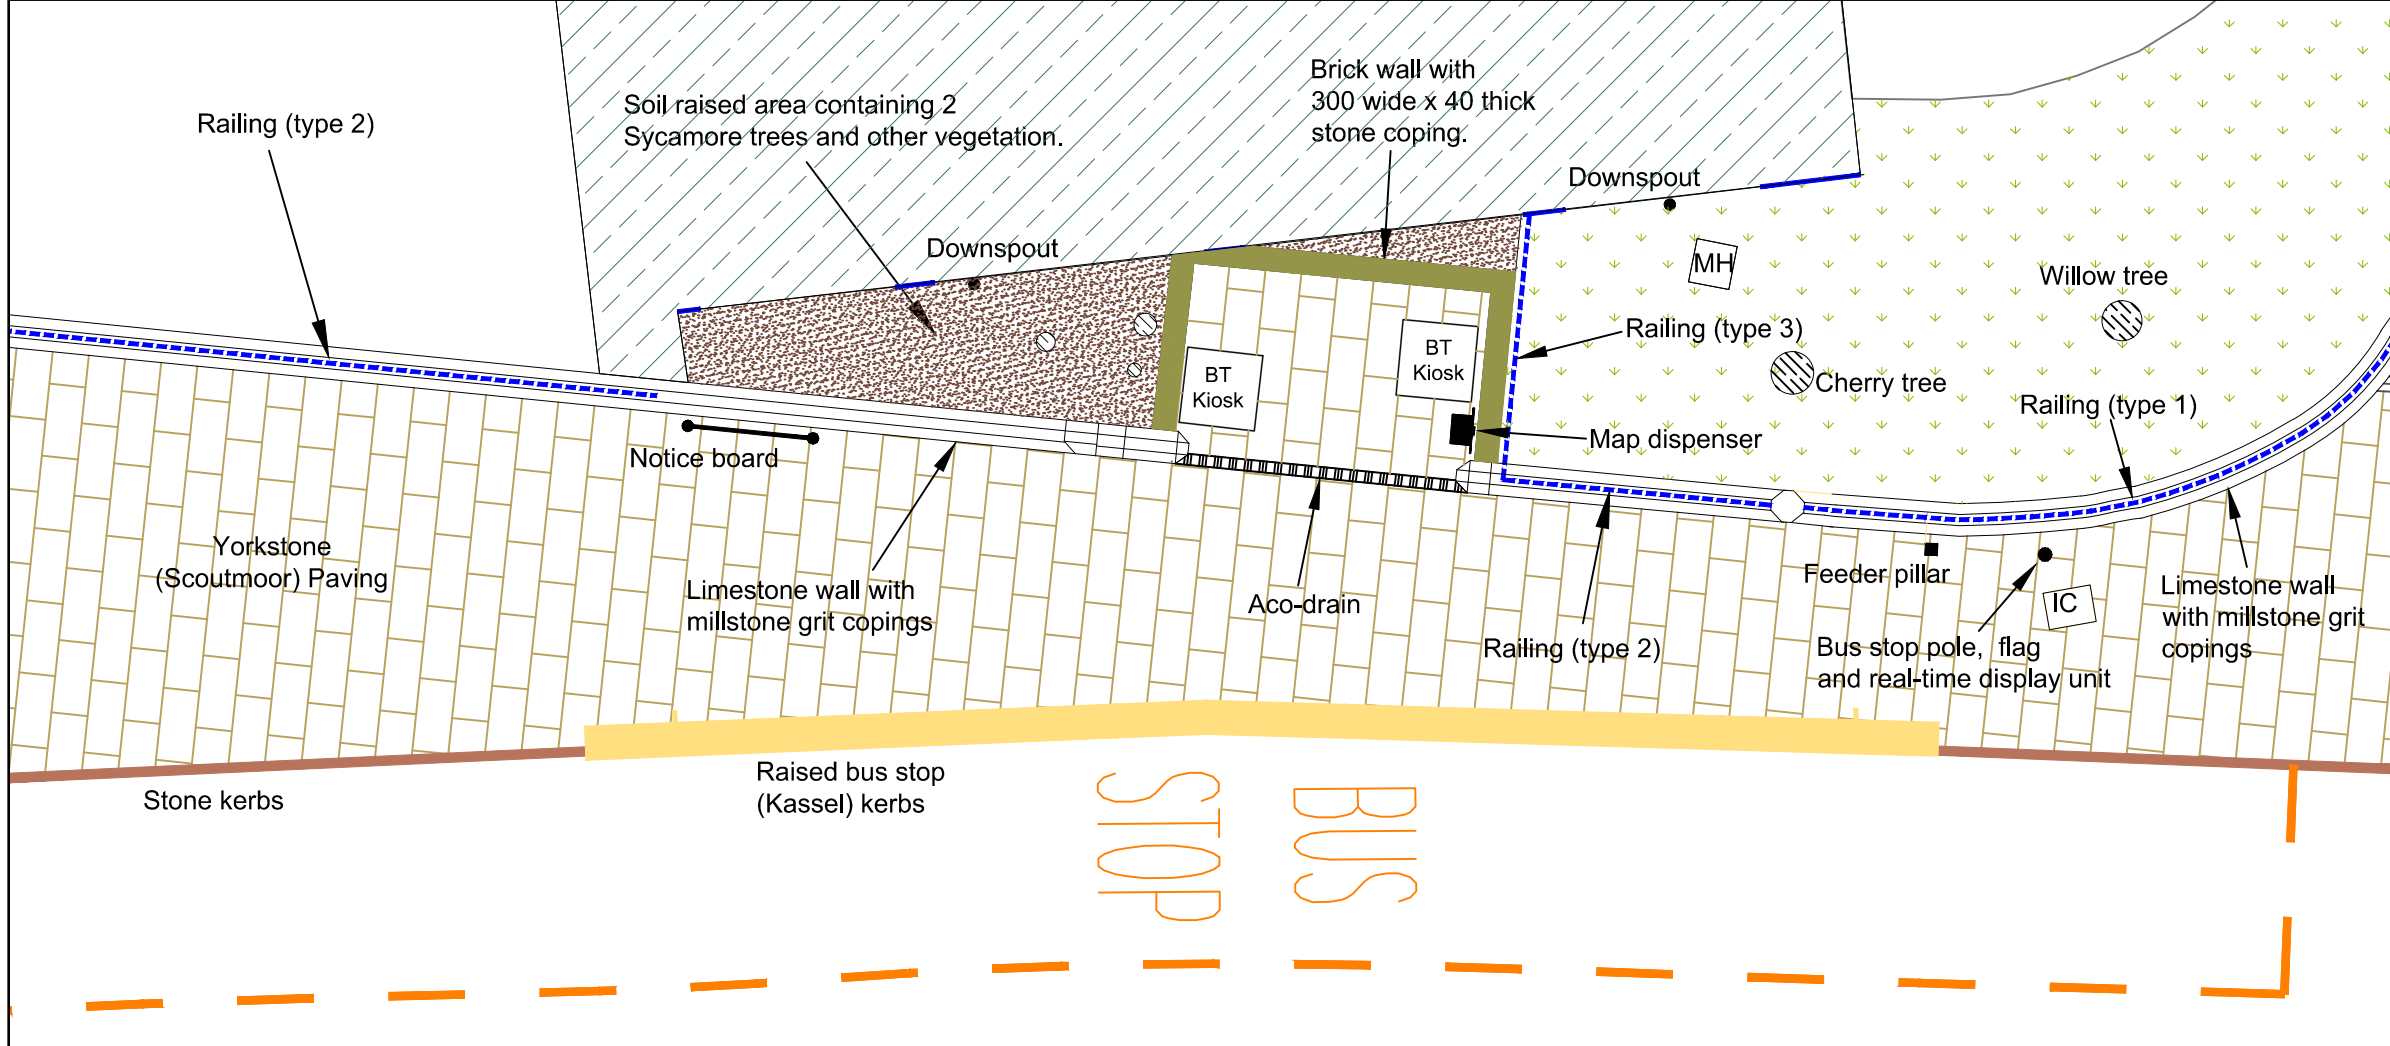 Brick wall with
300 wide x 40 thick
stone coping.
Soil raised area containing 2
Sycamore trees and other vegetation.
Railing (type 2)
Downspout
Downspout
MH
Willow tree
Railing (type 3)
BT
Kiosk
BT
Kiosk
Cherry tree
Railing (type 1)
Map dispenser
Notice board
Yorkstone
(Scoutmoor) Paving
Limestone wall with
millstone grit copings
Aco-drain
Railing (type 2)
Feeder pillar
IC
Limestone wall
with millstone grit
copings
Bus stop pole, flag
and real-time display unit
Stone kerbs
Raised bus stop
(Kassel) kerbs
BUS
STOP